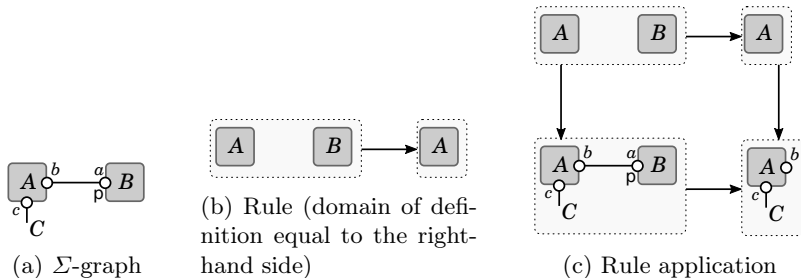 A B A
b a
A B
c p
C
(a) Σ-graph
A B A
(b) Rule (domain of defi-
nition equal to the right-
hand side)
A B A
b a b
A B A
c p c
C C
(c) Rule application